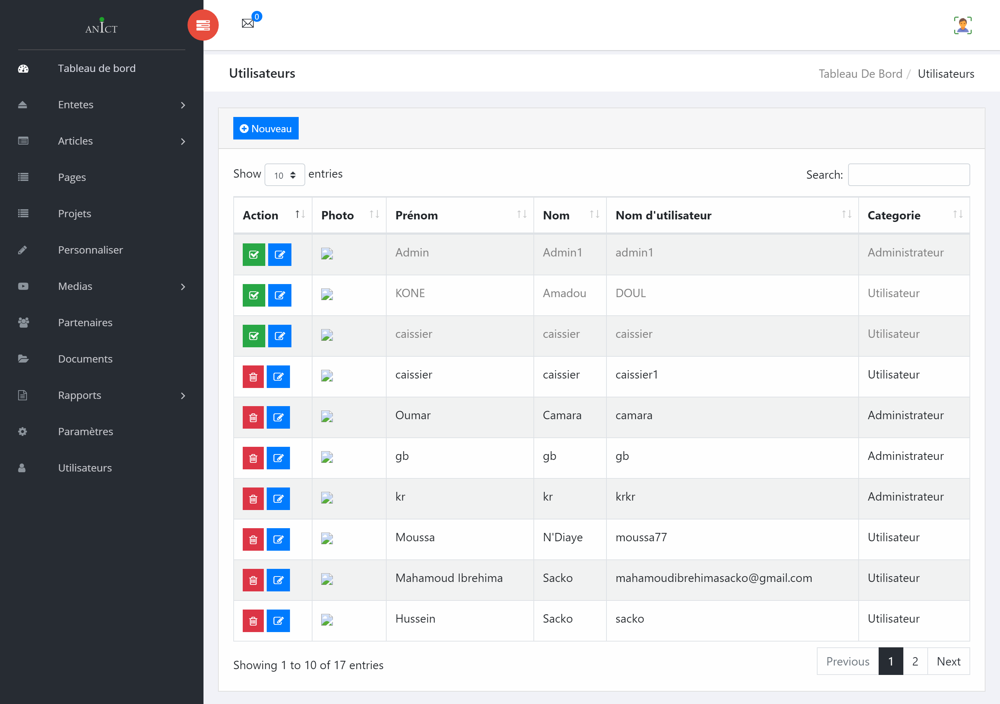 ANICT
0
Tableau de bord
Entetes
Articles
Pages
Projets
Personnaliser
Medias
Partenaires
Documents
Rapports
Paramètres
Utilisateurs
Utilisateurs
Tableau De Bord / Utilisateurs
Nouveau
Show 10 entries
Search:
Action Photo Prénom Nom Nom d'utilisateur Categorie
Admin Admin1 admin1 Administrateur
KONE Amadou DOUL Utilisateur
caissier caissier caissier Utilisateur
caissier caissier caissier1 Utilisateur
Oumar Camara camara Administrateur
gb gb gb Administrateur
kr kr krkr Administrateur
Moussa N'Diaye moussa77 Utilisateur
Mahamoud Ibrehima Sacko mahamoudibrehimasacko@gmail.com Utilisateur
Hussein Sacko sacko Utilisateur
Showing 1 to 10 of 17 entries
Previous 1 2 Next